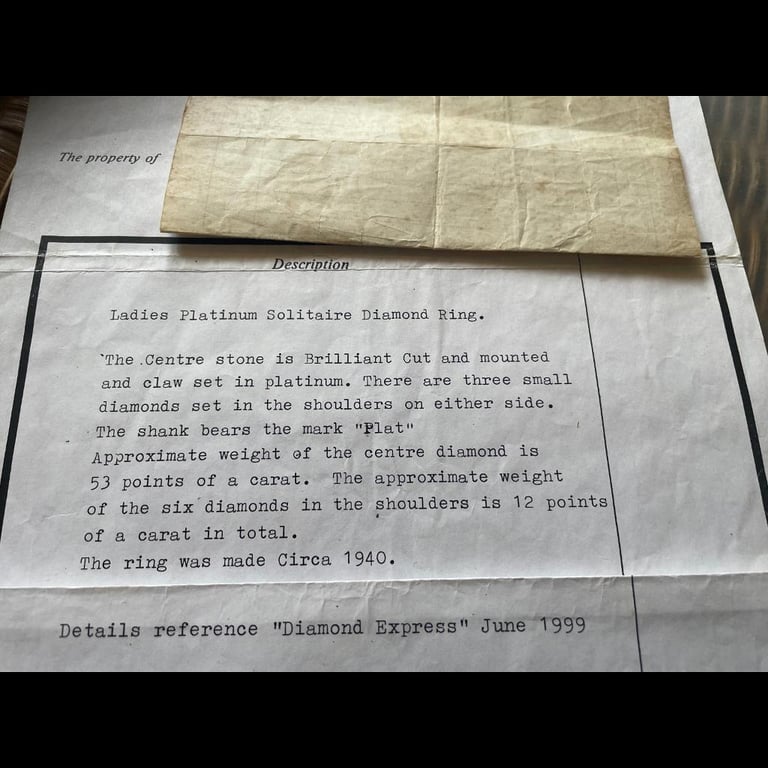 The property of
Description
Ladies Platinum Solitaire Diamond Ring.
The Centre stone is Brilliant Cut and mounted
and claw set in platinum. There are three small
diamonds set in the shoulders on either side.
The shank bears the mark "Plat"
Approximate weight of the centre diamond is
53 points of a carat. The approximate weight
of the six diamonds in the shoulders is 12 points
of a carat in total.
The ring was made Circa 1940.
Details reference "Diamond Express" June 1999